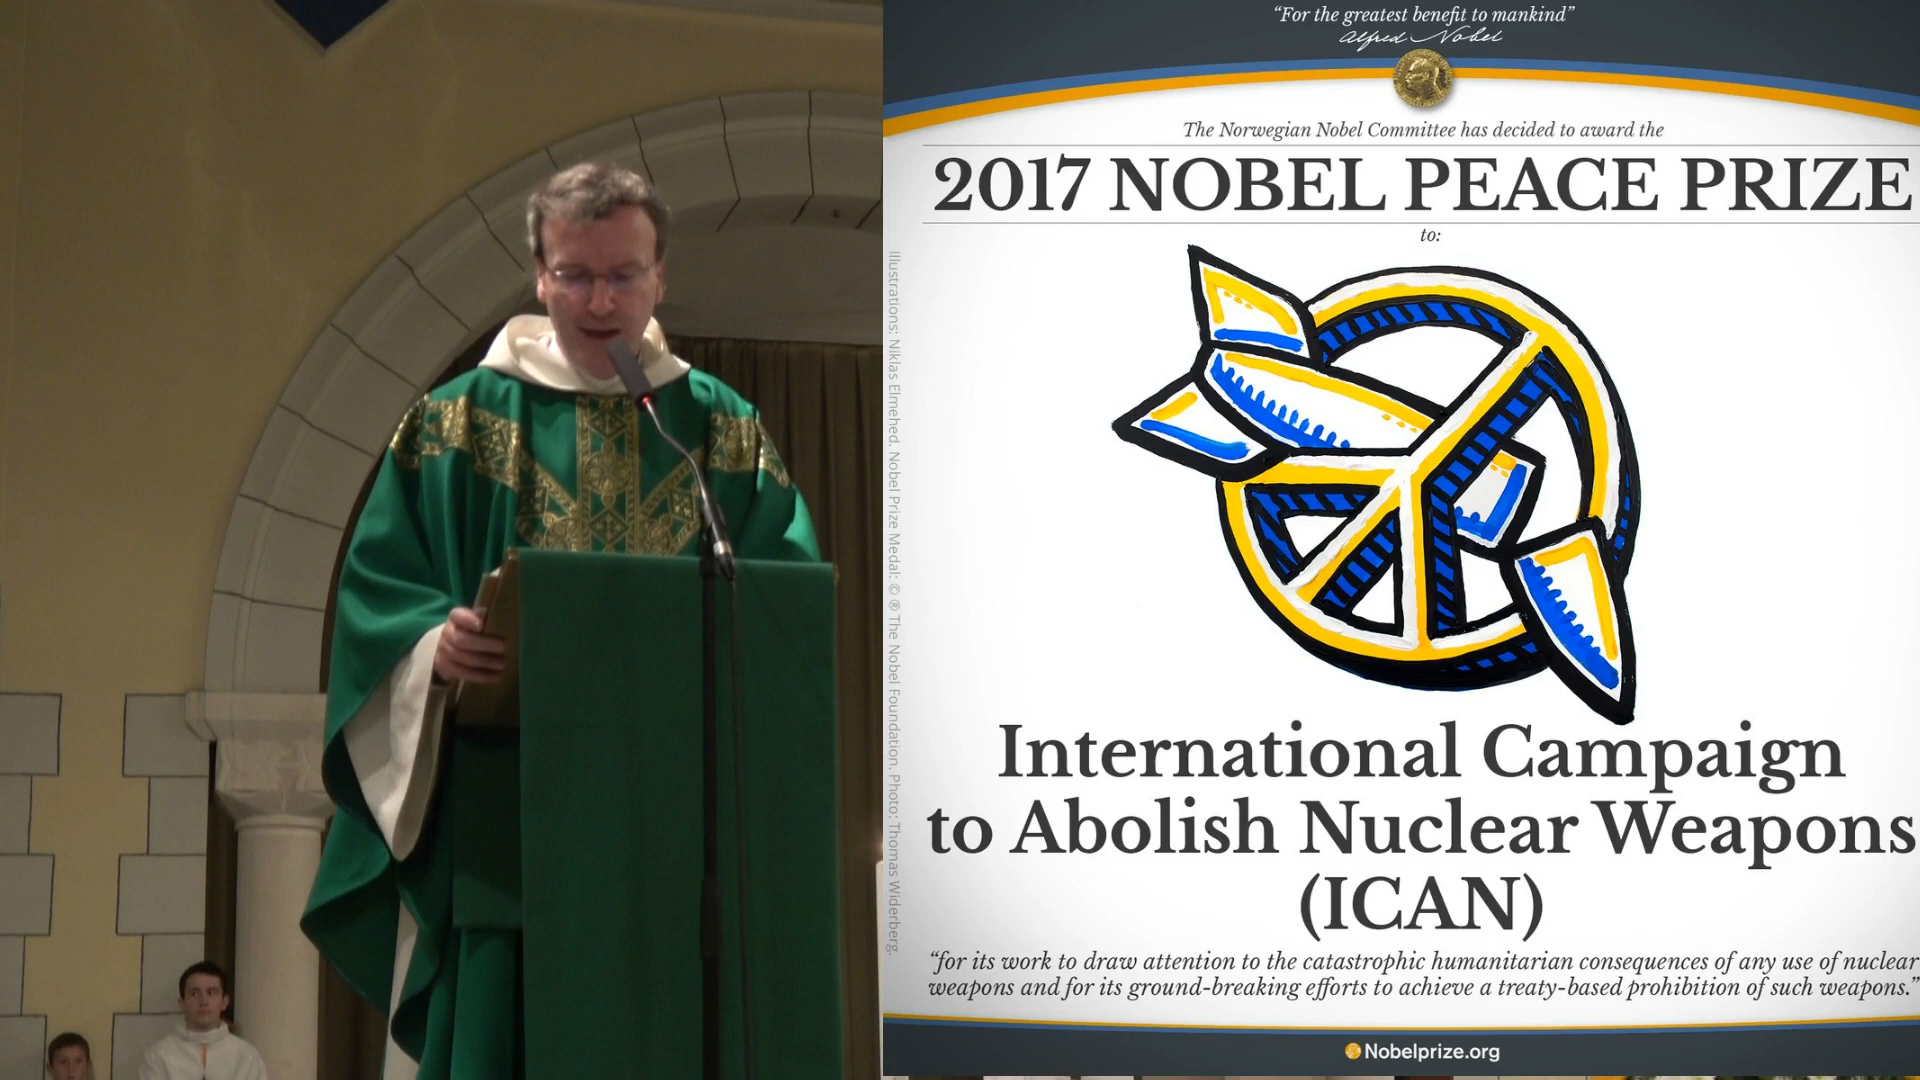 “For the greatest benefit to mankind”
Alfred Nobel
The Norwegian Nobel Committee has decided to award the
2017 NOBEL PEACE PRIZE
to:
International Campaign
to Abolish Nuclear Weapons
(ICAN)
“for its work to draw attention to the catastrophic humanitarian consequences of any use of nuclear
weapons and for its ground-breaking efforts to achieve a treaty-based prohibition of such weapons.”
Nobelprize.org
Illustrations: Niklas Elmehed. Nobel Prize Medal: © ® The Nobel Foundation. Photo: Thomas Widerberg.